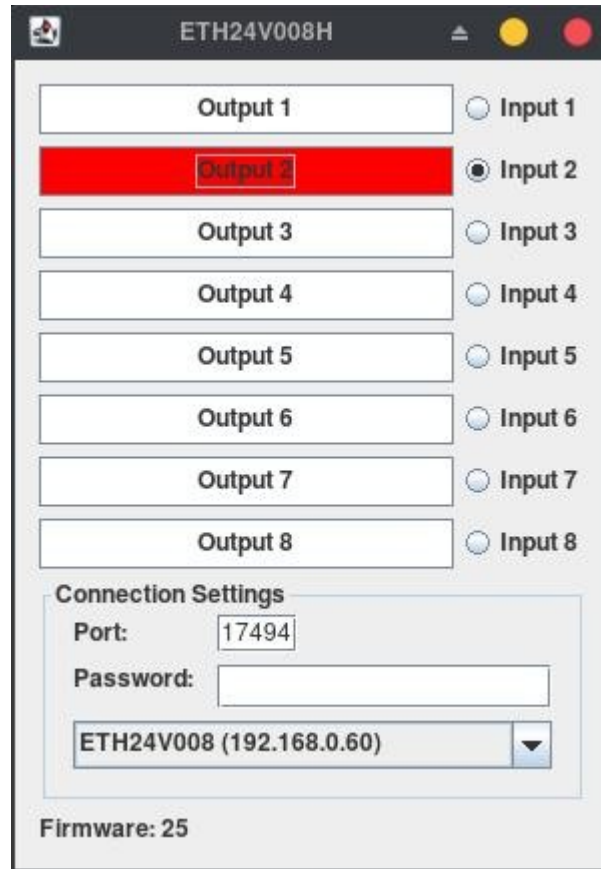 ETH24V008H
Output 1 Input 1
Output 2 Input 2
Output 3 Input 3
Output 4 Input 4
Output 5 Input 5
Output 6 Input 6
Output 7 Input 7
Output 8 Input 8
Connection Settings
Port: 17494
Password:
ETH24V008 (192.168.0.60)
Firmware: 25